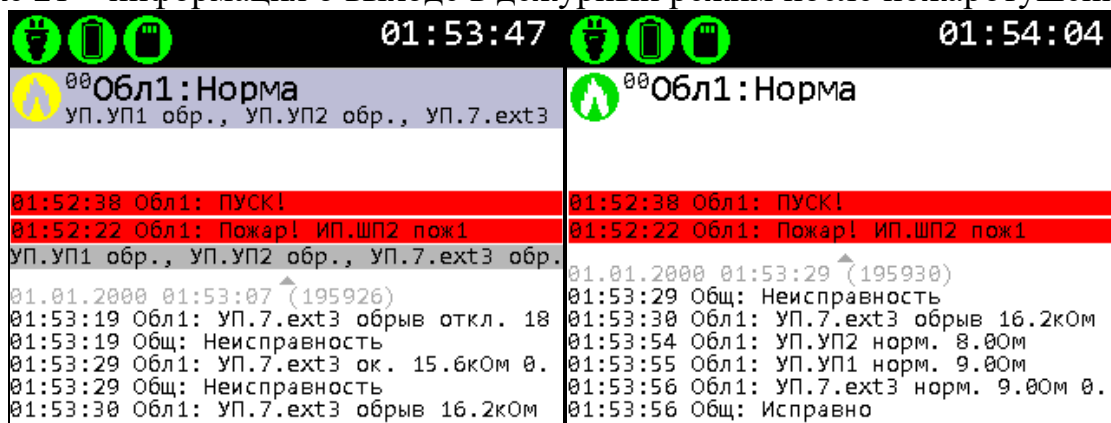 01:53:47
⁰⁰Обл1:Норма
УП.УП1 обр., УП.УП2 обр., УП.7.ext3
01:52:38 Обл1: ПУСК!
01:52:22 Обл1: Пожар! ИП.ШП2 пож1
УП.УП1 обр., УП.УП2 обр., УП.7.ext3 обр.
01.01.2000 01:53:07 (195926)
01:53:19 Обл1: УП.7.ext3 обрыв откл. 18
01:53:19 Общ: Неисправность
01:53:29 Обл1: УП.7.ext3 ок. 15.6кОм 0.
01:53:29 Общ: Неисправность
01:53:30 Обл1: УП.7.ext3 обрыв 16.2кОм
01:54:04
⁰⁰Обл1:Норма
01:52:38 Обл1: ПУСК!
01:52:22 Обл1: Пожар! ИП.ШП2 пож1
01.01.2000 01:53:29 (195930)
01:53:29 Общ: Неисправность
01:53:30 Обл1: УП.7.ext3 обрыв 16.2кОм
01:53:54 Обл1: УП.УП2 норм. 8.0Ом
01:53:55 Обл1: УП.УП1 норм. 9.0Ом
01:53:56 Обл1: УП.7.ext3 норм. 9.0Ом 0.
01:53:56 Общ: Исправно